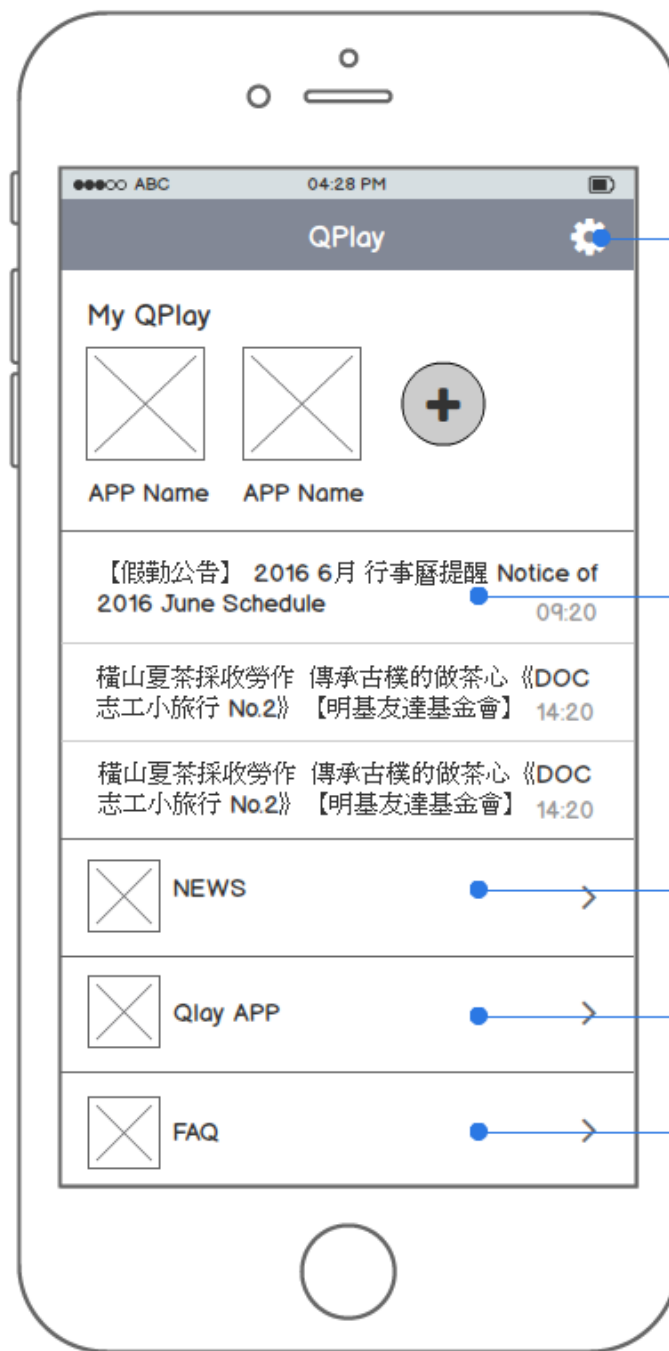 ABC 04:28 PM
QPlay
My QPlay
APP Name APP Name
【假勤公告】 2016 6月 行事曆提醒 Notice of
2016 June Schedule 09:20
橫山夏茶採收勞作 傳承古樸的做茶心《DOC
志工小旅行 No.2》【明基友達基金會】 14:20
橫山夏茶採收勞作 傳承古樸的做茶心《DOC
志工小旅行 No.2》【明基友達基金會】 14:20
NEWS
Qlay APP
FAQ